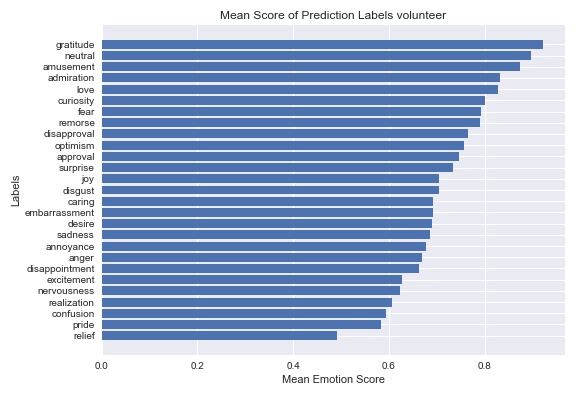 Mean Score of Prediction Labels volunteer
gratitude
neutral
amusement
admiration
love
curiosity
fear
remorse
disapproval
optimism
approval
surprise
joy
disgust
caring
embarrassment
desire
sadness
annoyance
anger
disappointment
excitement
nervousness
realization
confusion
pride
relief
Labels
0.0 0.2 0.4 0.6 0.8
Mean Emotion Score